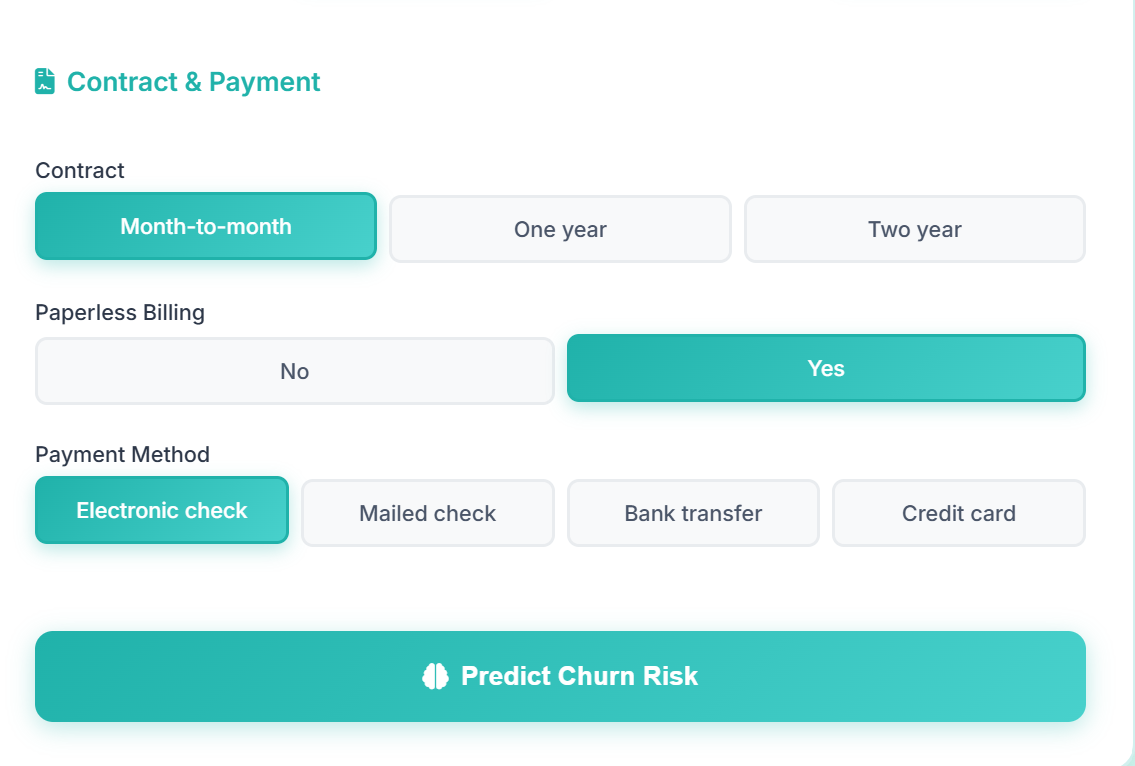 Contract & Payment
Contract
Month-to-month One year Two year
Paperless Billing
No Yes
Payment Method
Electronic check Mailed check Bank transfer Credit card
Predict Churn Risk